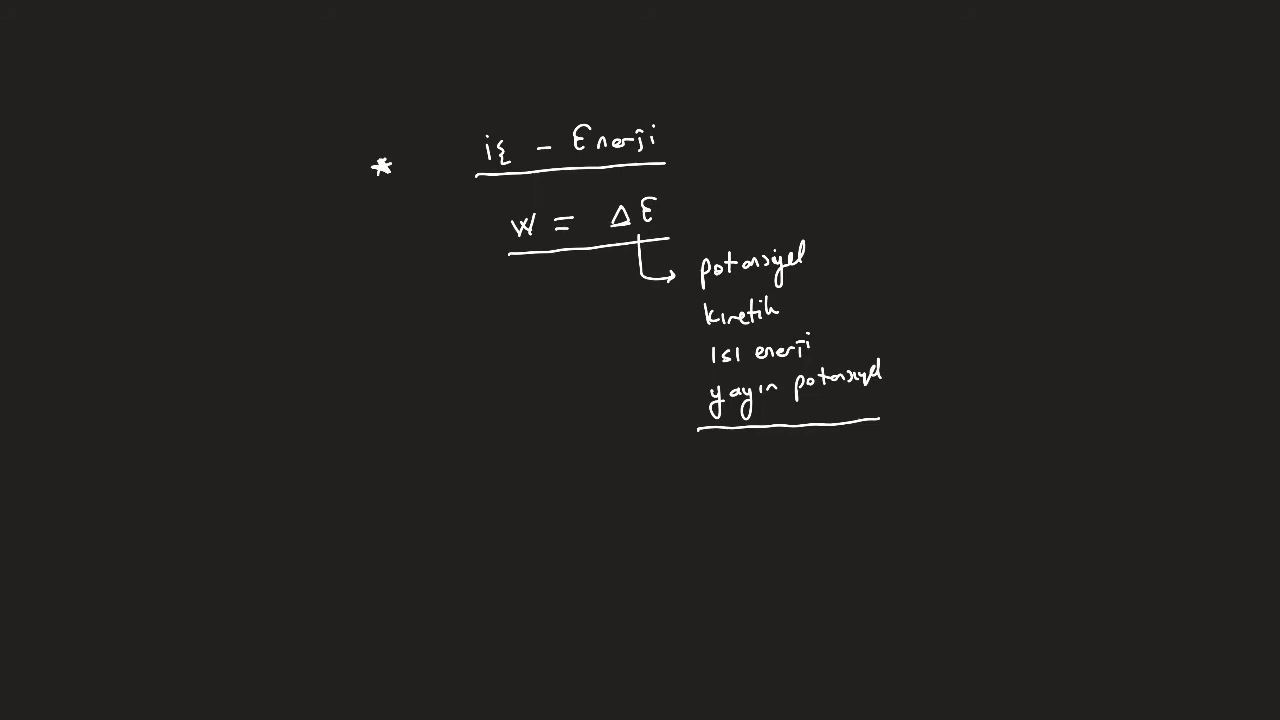 * iş - Enerji
W = ΔE
potansiyel
kinetik
ısı enerji
yayın potansiyel